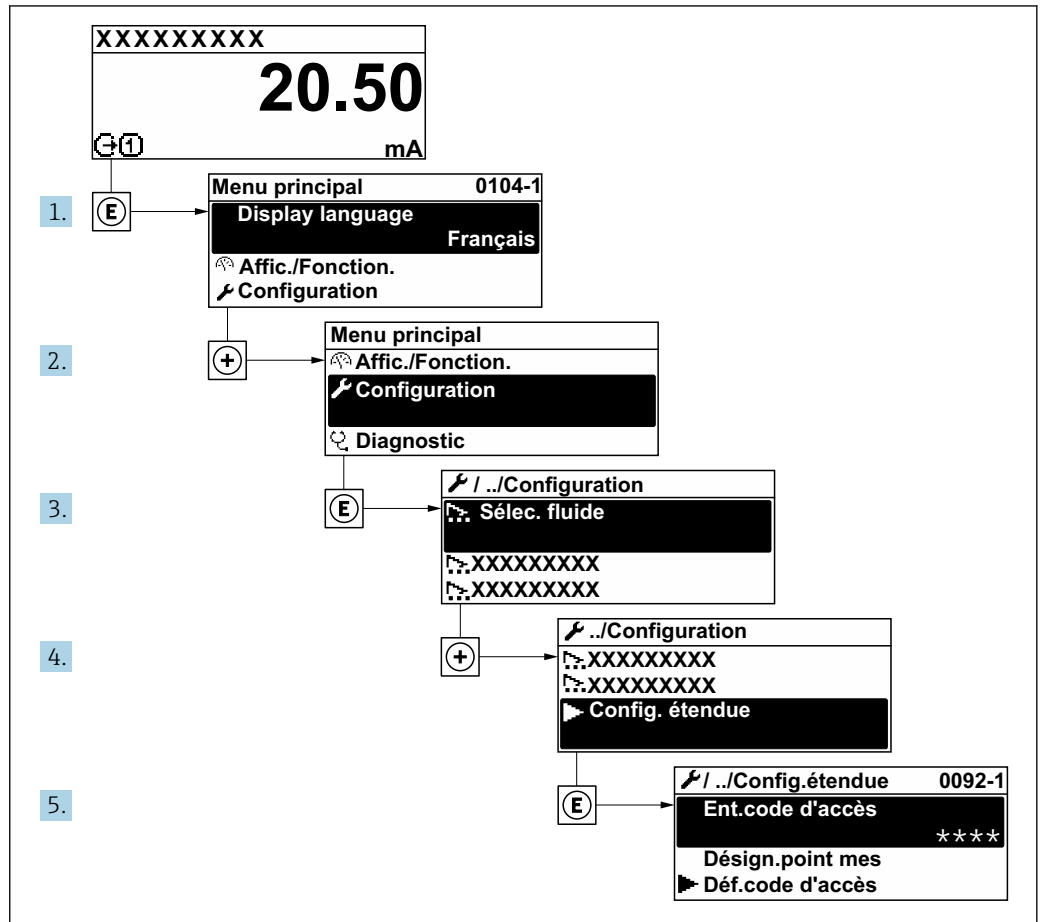 XXXXXXXXX
20.50
1 mA
1. E
Menu principal 0104-1
Display language
Français
Affic./Fonction.
Configuration
2. +
Menu principal
Affic./Fonction.
Configuration
Diagnostic
3. E
/ ../Configuration
Sélec. fluide
XXXXXXXXX
XXXXXXXXX
4. +
../Configuration
XXXXXXXXX
XXXXXXXXX
Config. étendue
5. E
/ ../Config.étendue 0092-1
Ent.code d'accès
****
Désign.point mes
Déf.code d'accès